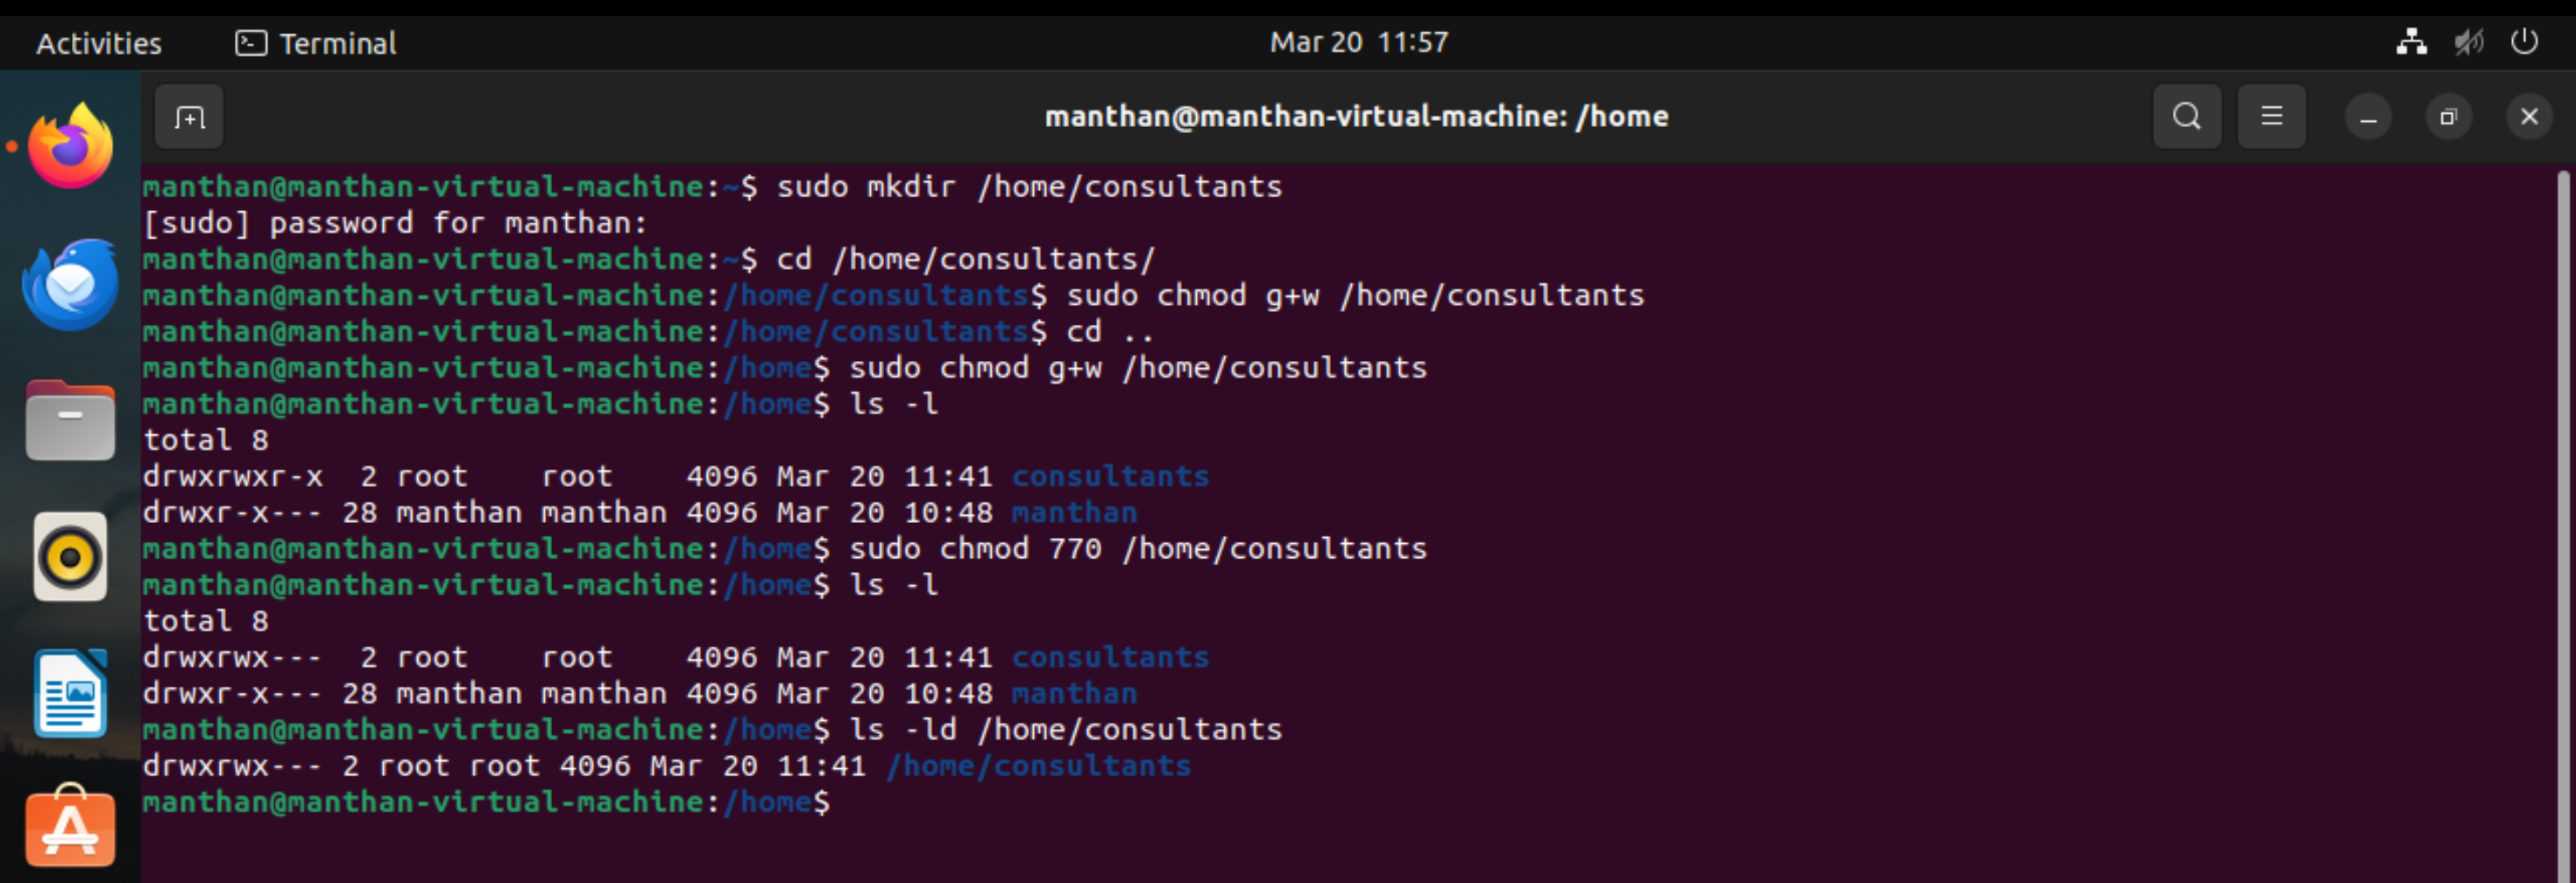 Activities Terminal Mar 20 11:57
manthan@manthan-virtual-machine: /home
manthan@manthan-virtual-machine:~$ sudo mkdir /home/consultants
[sudo] password for manthan:
manthan@manthan-virtual-machine:~$ cd /home/consultants/
manthan@manthan-virtual-machine:/home/consultants$ sudo chmod g+w /home/consultants
manthan@manthan-virtual-machine:/home/consultants$ cd ..
manthan@manthan-virtual-machine:/home$ sudo chmod g+w /home/consultants
manthan@manthan-virtual-machine:/home$ ls -l
total 8
drwxrwxr-x  2 root    root    4096 Mar 20 11:41 consultants
drwxr-x--- 28 manthan manthan 4096 Mar 20 10:48 manthan
manthan@manthan-virtual-machine:/home$ sudo chmod 770 /home/consultants
manthan@manthan-virtual-machine:/home$ ls -l
total 8
drwxrwx---  2 root    root    4096 Mar 20 11:41 consultants
drwxr-x--- 28 manthan manthan 4096 Mar 20 10:48 manthan
manthan@manthan-virtual-machine:/home$ ls -ld /home/consultants
drwxrwx--- 2 root root 4096 Mar 20 11:41 /home/consultants
manthan@manthan-virtual-machine:/home$